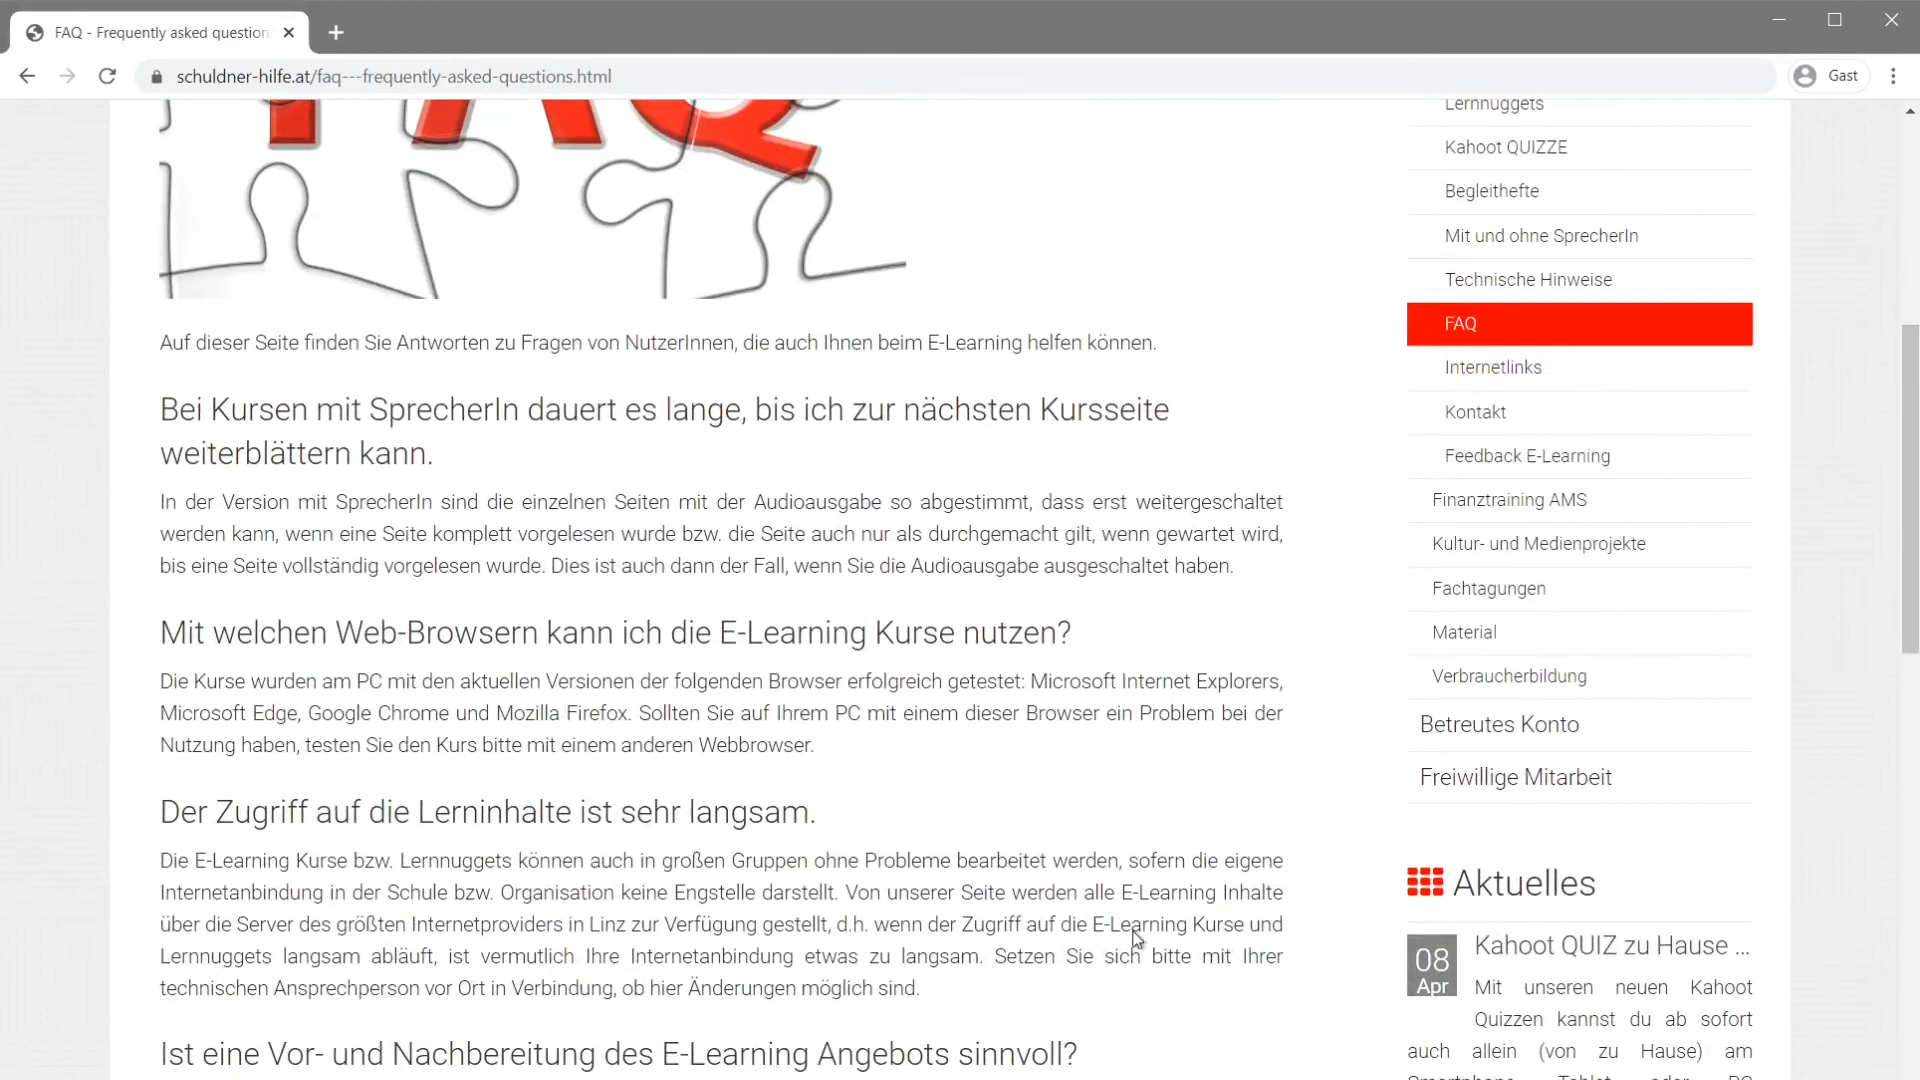 FAQ - Frequently asked question
schuldner-hilfe.at/faq---frequently-asked-questions.html
Gast
FAQ
Auf dieser Seite finden Sie Antworten zu Fragen von NutzerInnen, die auch Ihnen beim E-Learning helfen können.
Bei Kursen mit SprecherIn dauert es lange, bis ich zur nächsten Kursseite
weiterblättern kann.
In der Version mit SprecherIn sind die einzelnen Seiten mit der Audioausgabe so abgestimmt, dass erst weitergeschaltet
werden kann, wenn eine Seite komplett vorgelesen wurde bzw. die Seite auch nur als durchgemacht gilt, wenn gewartet wird,
bis eine Seite vollständig vorgelesen wurde. Dies ist auch dann der Fall, wenn Sie die Audioausgabe ausgeschaltet haben.
Mit welchen Web-Browsern kann ich die E-Learning Kurse nutzen?
Die Kurse wurden am PC mit den aktuellen Versionen der folgenden Browser erfolgreich getestet: Microsoft Internet Explorers,
Microsoft Edge, Google Chrome und Mozilla Firefox. Sollten Sie auf Ihrem PC mit einem dieser Browser ein Problem bei der
Nutzung haben, testen Sie den Kurs bitte mit einem anderen Webbrowser.
Der Zugriff auf die Lerninhalte ist sehr langsam.
Die E-Learning Kurse bzw. Lernnuggets können auch in großen Gruppen ohne Probleme bearbeitet werden, sofern die eigene
Internetanbindung in der Schule bzw. Organisation keine Engstelle darstellt. Von unserer Seite werden alle E-Learning Inhalte
über die Server des größten Internetproviders in Linz zur Verfügung gestellt, d.h. wenn der Zugriff auf die E-Learning Kurse und
Lernnuggets langsam abläuft, ist vermutlich Ihre Internetanbindung etwas zu langsam. Setzen Sie sich bitte mit Ihrer
technischen Ansprechperson vor Ort in Verbindung, ob hier Änderungen möglich sind.
Ist eine Vor- und Nachbereitung des E-Learning Angebots sinnvoll?
Lernnuggets
Kahoot QUIZZE
Begleithefte
Mit und ohne SprecherIn
Technische Hinweise
FAQ
Internetlinks
Kontakt
Feedback E-Learning
Finanztraining AMS
Kultur- und Medienprojekte
Fachtagungen
Material
Verbraucherbildung
Betreutes Konto
Freiwillige Mitarbeit
Aktuelles
08
Apr
Kahoot QUIZ zu Hause ...
Mit unseren neuen Kahoot
Quizzen kannst du ab sofort
auch allein (von zu Hause) am
Smartphone, Tablet oder PC